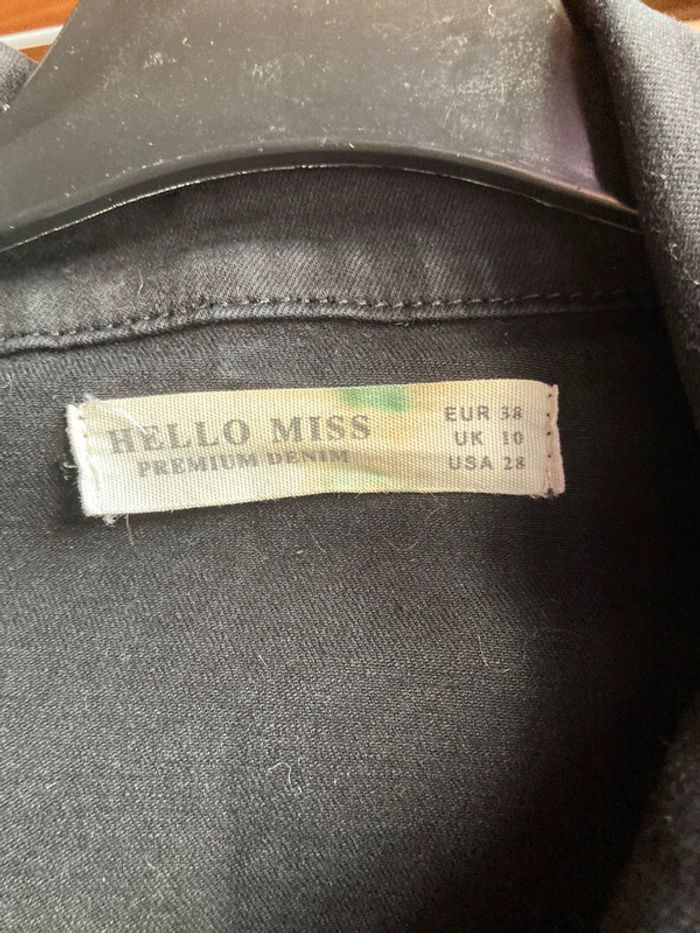 HELLO MISS
PREMIUM DENIM
EUR 38
UK 10
USA 28